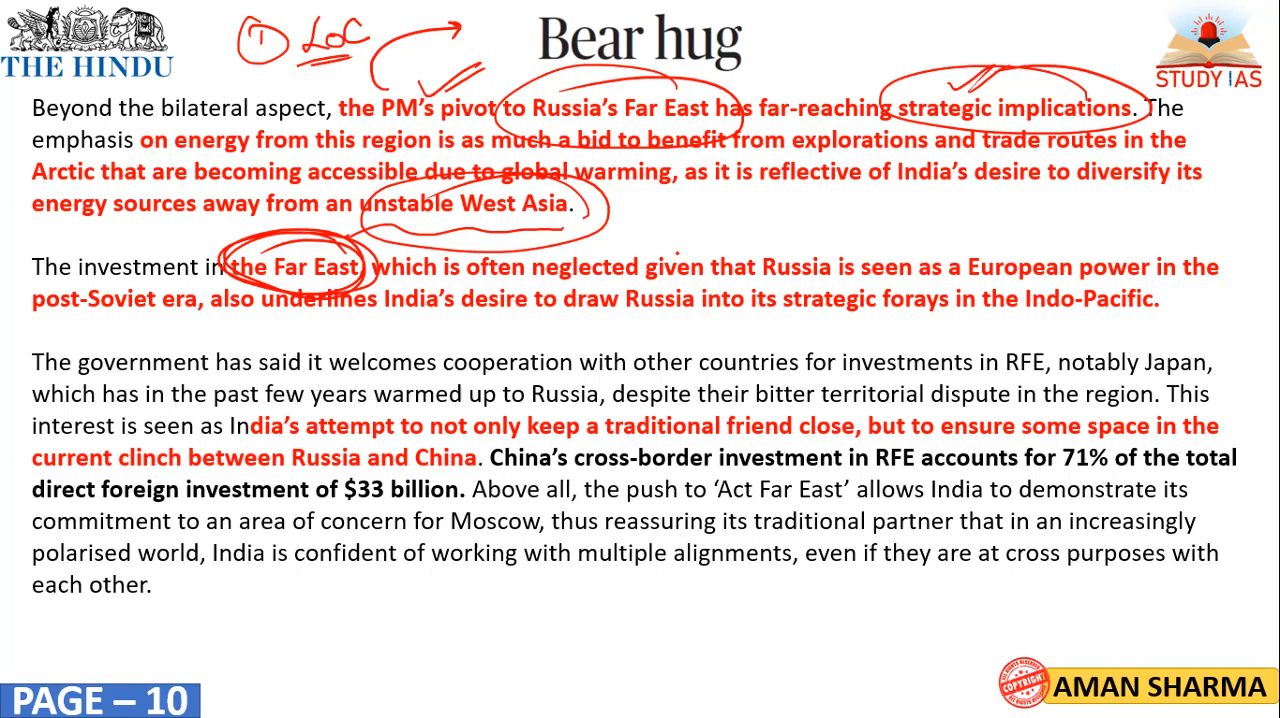 THE HINDU
① LOC
Bear hug
STUDY IAS
Beyond the bilateral aspect, the PM’s pivot to Russia’s Far East has far-reaching strategic implications. The
emphasis on energy from this region is as much a bid to benefit from explorations and trade routes in the
Arctic that are becoming accessible due to global warming, as it is reflective of India’s desire to diversify its
energy sources away from an unstable West Asia.
The investment in the Far East, which is often neglected given that Russia is seen as a European power in the
post-Soviet era, also underlines India’s desire to draw Russia into its strategic forays in the Indo-Pacific.
The government has said it welcomes cooperation with other countries for investments in RFE, notably Japan,
which has in the past few years warmed up to Russia, despite their bitter territorial dispute in the region. This
interest is seen as India’s attempt to not only keep a traditional friend close, but to ensure some space in the
current clinch between Russia and China. China’s cross-border investment in RFE accounts for 71% of the total
direct foreign investment of $33 billion. Above all, the push to ‘Act Far East’ allows India to demonstrate its
commitment to an area of concern for Moscow, thus reassuring its traditional partner that in an increasingly
polarised world, India is confident of working with multiple alignments, even if they are at cross purposes with
each other.
PAGE – 10
COPYRIGHT
AMAN SHARMA